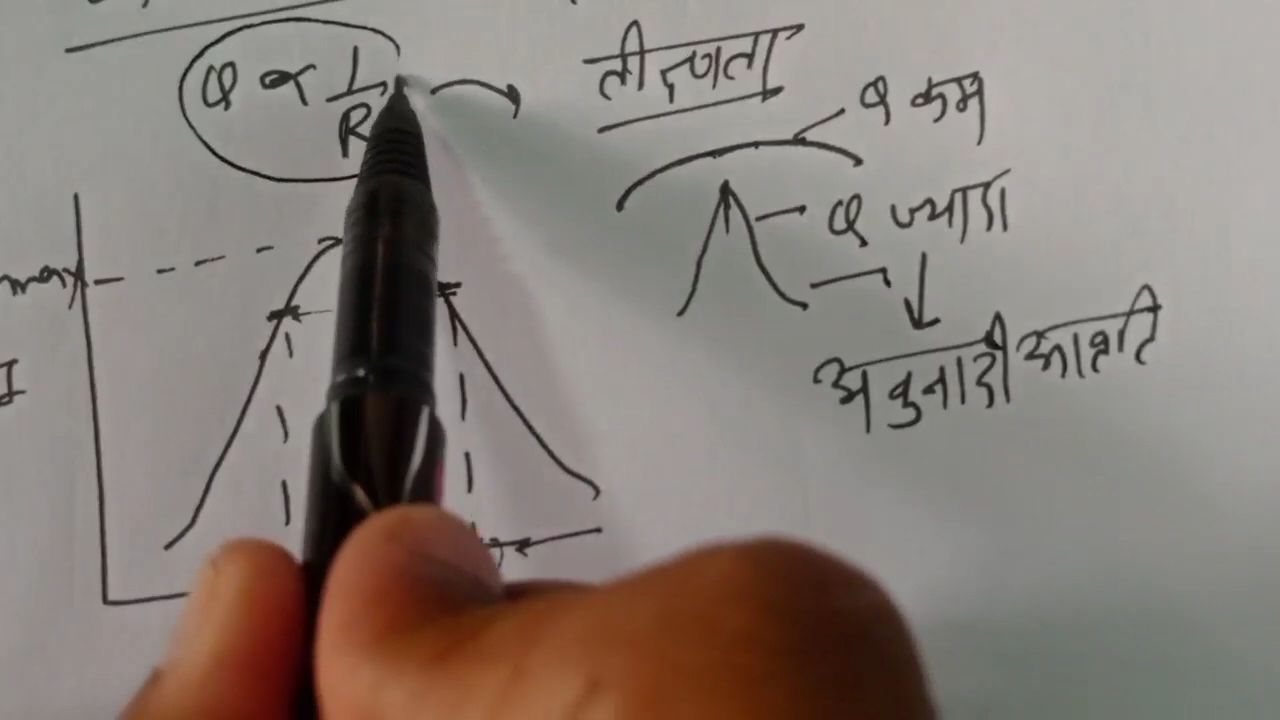 Q ∝ 1/R
तीक्ष्णता
Q कम
Q ज्यादा
अनुनादी आवृत्ति
max
I